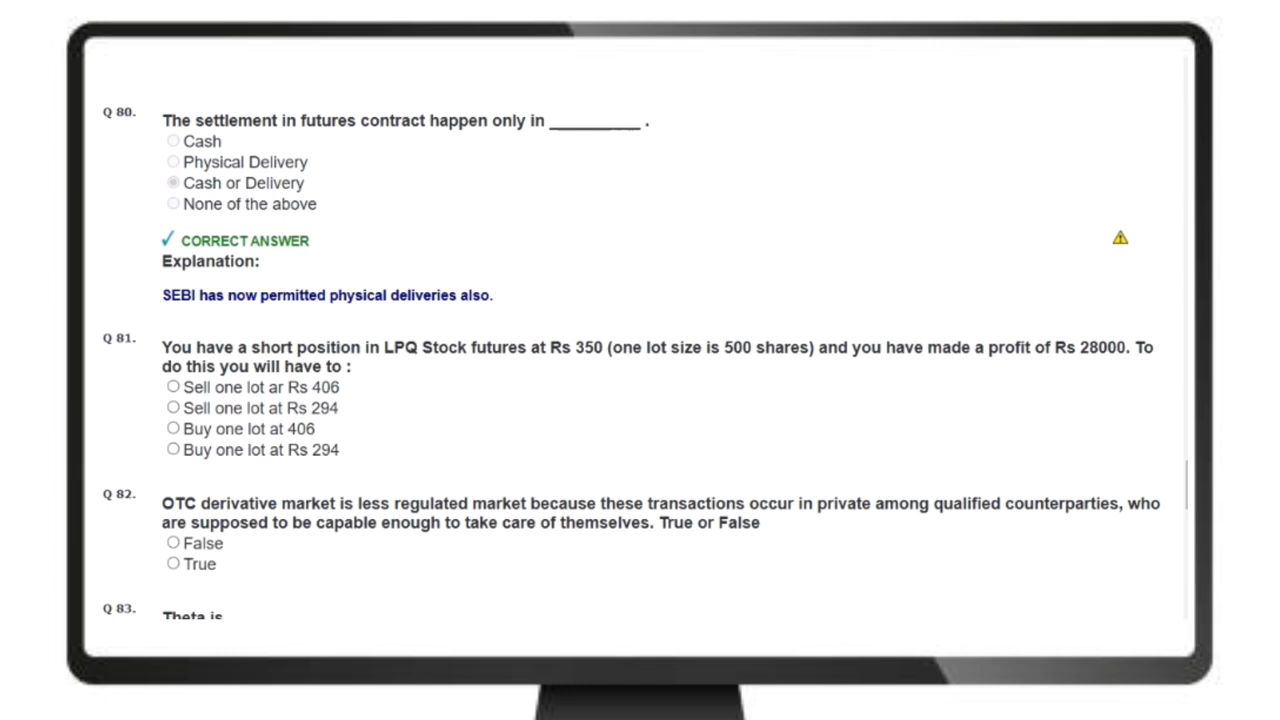 Q 80.
The settlement in futures contract happen only in __________ .
Cash
Physical Delivery
Cash or Delivery
None of the above
✓ CORRECT ANSWER
Explanation:
SEBI has now permitted physical deliveries also.
Q 81.
You have a short position in LPQ Stock futures at Rs 350 (one lot size is 500 shares) and you have made a profit of Rs 28000. To
do this you will have to :
Sell one lot ar Rs 406
Sell one lot at Rs 294
Buy one lot at 406
Buy one lot at Rs 294
Q 82.
OTC derivative market is less regulated market because these transactions occur in private among qualified counterparties, who
are supposed to be capable enough to take care of themselves. True or False
False
True
Q 83.
Theta is